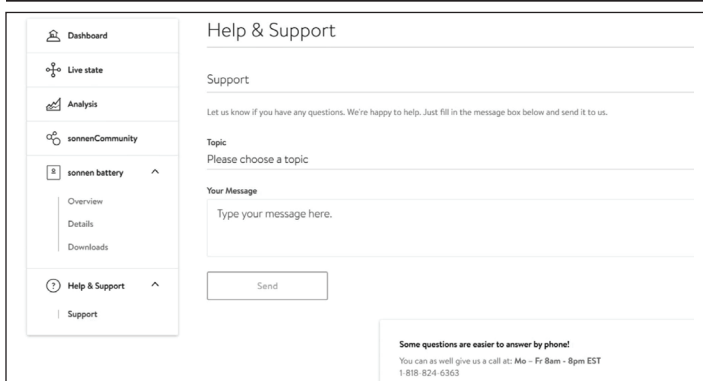 Dashboard
Live state
Analysis
sonnenCommunity
sonnen battery
Overview
Details
Downloads
Help & Support
Support
Help & Support
Support
Let us know if you have any questions. We're happy to help. Just fill in the message box below and send it to us.
Topic
Please choose a topic
Your Message
Type your message here.
Send
Some questions are easier to answer by phone!
You can as well give us a call at: Mo – Fr 8am - 8pm EST
1-818-824-6363